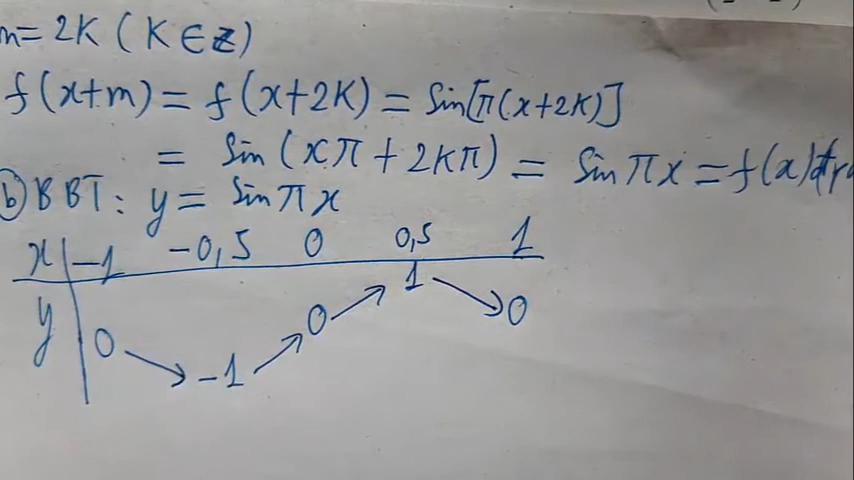 m = 2K (K ∈ Z)
f(x+m) = f(x+2K) = Sin[π(x+2K)]
= Sin (xπ + 2Kπ) = Sin πx = f(x)
b) BBT: y = Sin πx
x -1 -0,5 0 0,5 1
y 0 -1 0 1 0